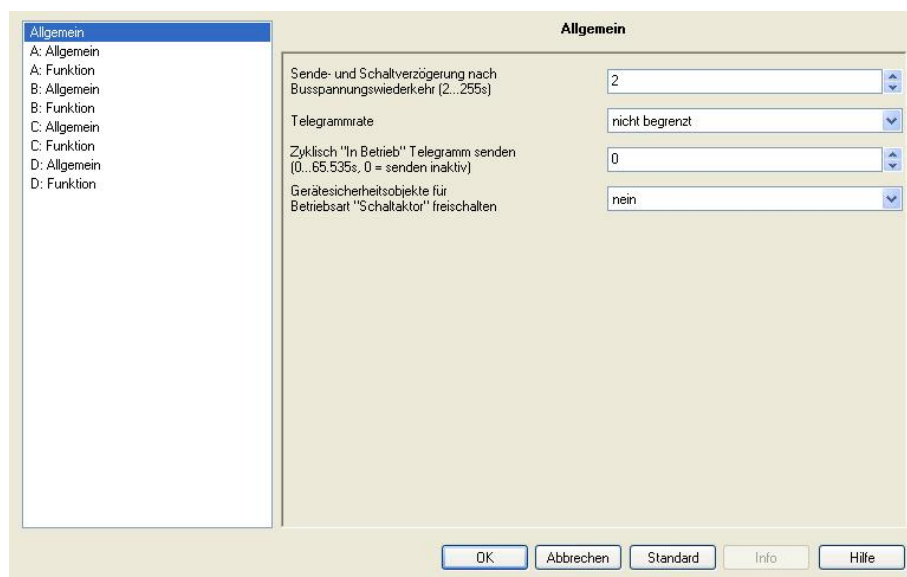 Allgemein
A: Allgemein
A: Funktion
B: Allgemein
B: Funktion
C: Allgemein
C: Funktion
D: Allgemein
D: Funktion
Allgemein
Sende- und Schaltverzögerung nach
Busspannungswiederkehr (2...255s)
2
Telegrammrate
nicht begrenzt
Zyklisch "In Betrieb" Telegramm senden
(0...65.535s, 0 = senden inaktiv)
0
Gerätesicherheitsobjekte für
Betriebsart "Schaltaktor" freischalten
nein
OK
Abbrechen
Standard
Info
Hilfe